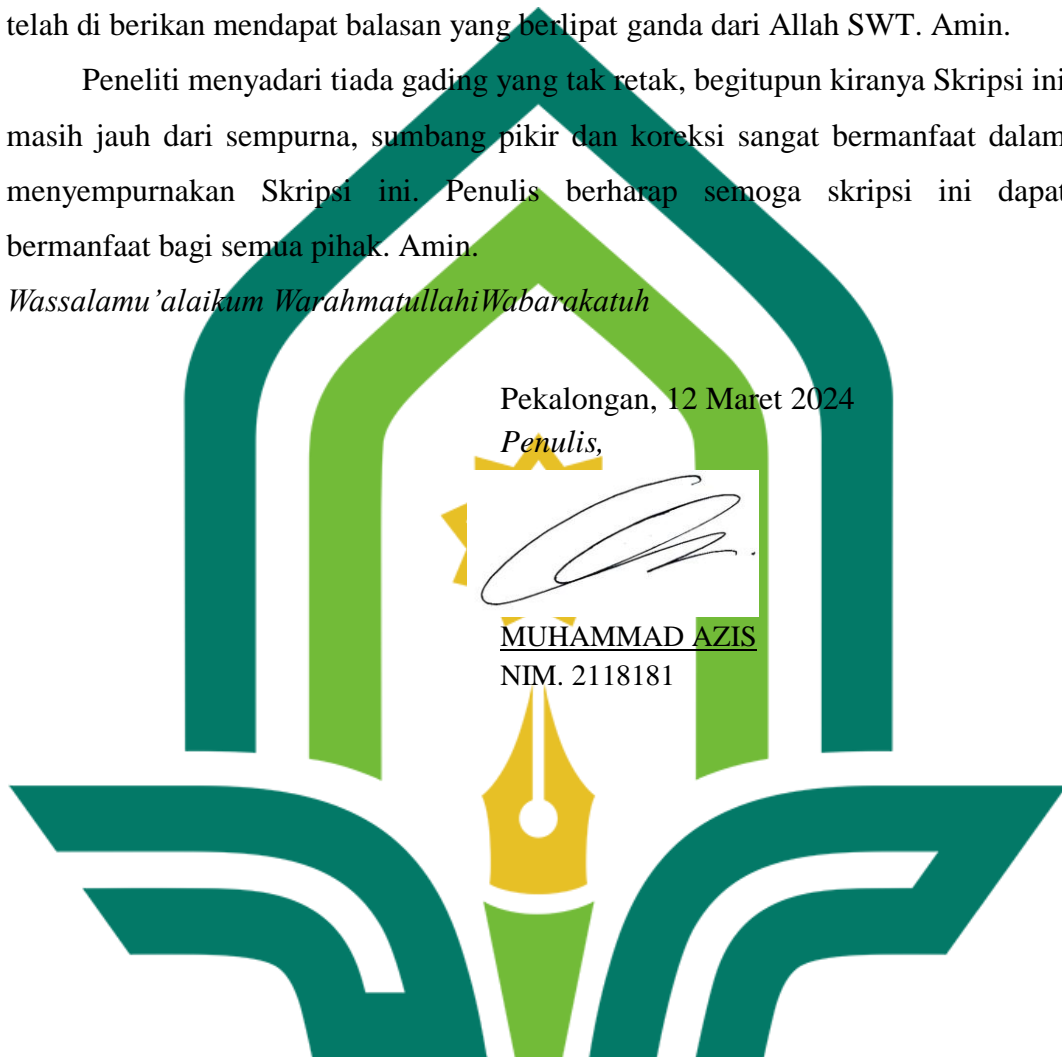 telah di berikan mendapat balasan yang berlipat ganda dari Allah SWT. Amin.
Peneliti menyadari tiada gading yang tak retak, begitupun kiranya Skripsi ini
masih jauh dari sempurna, sumbang pikir dan koreksi sangat bermanfaat dalam
menyempurnakan Skripsi ini. Penulis berharap semoga skripsi ini dapat
bermanfaat bagi semua pihak. Amin.
Wassalamu’alaikum WarahmatullahiWabarakatuh
Pekalongan, 12 Maret 2024
Penulis,
MUHAMMAD AZIS
NIM. 2118181